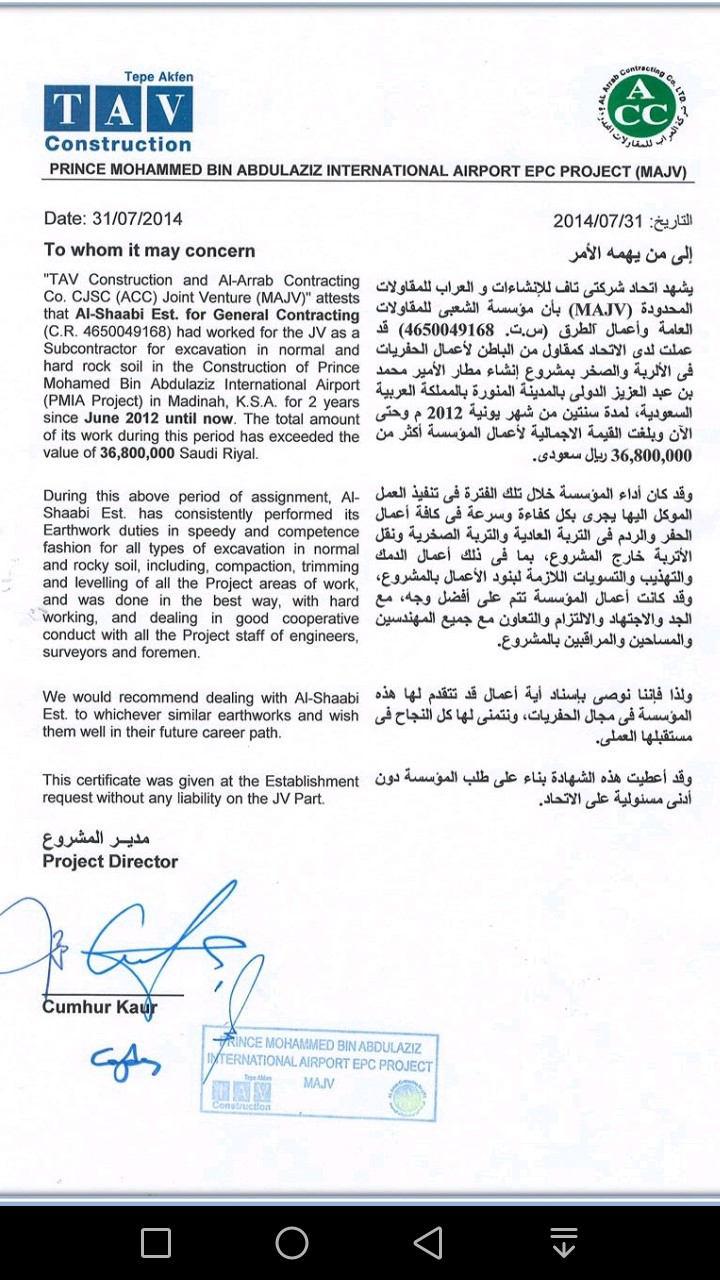 Tepe Akfen
TAV
Construction
AL Arrab Contracting Co. LTD.
ACC
PRINCE MOHAMMED BIN ABDULAZIZ INTERNATIONAL AIRPORT EPC PROJECT (MAJV)
Date: 31/07/2014
To whom it may concern
"TAV Construction and Al-Arrab Contracting
Co. CJSC (ACC) Joint Venture (MAJV)" attests
that Al-Shaabi Est. for General Contracting
(C.R. 4650049168) had worked for the JV as a
Subcontractor for excavation in normal and
hard rock soil in the Construction of Prince
Mohamed Bin Abdulaziz International Airport
(PMIA Project) in Madinah, K.S.A. for 2 years
since June 2012 until now. The total amount
of its work during this period has exceeded the
value of 36,800,000 Saudi Riyal.
During this above period of assignment, Al-
Shaabi Est. has consistently performed its
Earthwork duties in speedy and competence
fashion for all types of excavation in normal
and rocky soil, including, compaction, trimming
and levelling of all the Project areas of work,
and was done in the best way, with hard
working, and dealing in good cooperative
conduct with all the Project staff of engineers,
surveyors and foremen.
We would recommend dealing with Al-Shaabi
Est. to whichever similar earthworks and wish
them well in their future career path.
This certificate was given at the Establishment
request without any liability on the JV Part.
التاريخ: 2014/07/31
إلى من يهمه الأمر
يشهد اتحاد شركتى تاف للإنشاءات و العراب للمقاولات
المحدودة (MAJV) بأن مؤسسة الشعبى للمقاولات
العامة وأعمال الطرق (س.ت. 4650049168) قد
عملت لدى الاتحاد كمقاول من الباطن لأعمال الحفريات
فى الأتربة والصخر بمشروع إنشاء مطار الأمير محمد
بن عبد العزيز الدولى بالمدينة المنورة بالمملكة العربية
السعودية، لمدة سنتين من شهر يونية 2012 م وحتى
الآن وبلغت القيمة الاجمالية لأعمال المؤسسة أكثر من
36,800,000 ريال سعودى.
وقد كان أداء المؤسسة خلال تلك الفترة فى تنفيذ العمل
الموكل اليها يجرى بكل كفاءة وسرعة فى كافة أعمال
الحفر والردم فى التربة العادية والتربة الصخرية ونقل
الأتربة خارج المشروع، بما فى ذلك أعمال الدمك
والتهذيب والتسويات اللازمة لبنود الأعمال بالمشروع،
وقد كانت أعمال المؤسسة تتم على أفضل وجه، مع
الجد والاجتهاد والالتزام والتعاون مع جميع المهندسين
والمساحين والمراقبين بالمشروع.
ولذا فإننا نوصى بإسناد أية أعمال قد تتقدم لها هذه
المؤسسة فى مجال الحفريات، ونتمنى لها كل النجاح فى
مستقبلها العملى.
وقد أعطيت هذه الشهادة بناء على طلب المؤسسة دون
أدنى مسئولية على الاتحاد.
مديـر المشروع
Project Director
Cumhur Kaur
PRINCE MOHAMMED BIN ABDULAZIZ
INTERNATIONAL AIRPORT EPC PROJECT
MAJV
Tepe Akfen
TAV
Construction